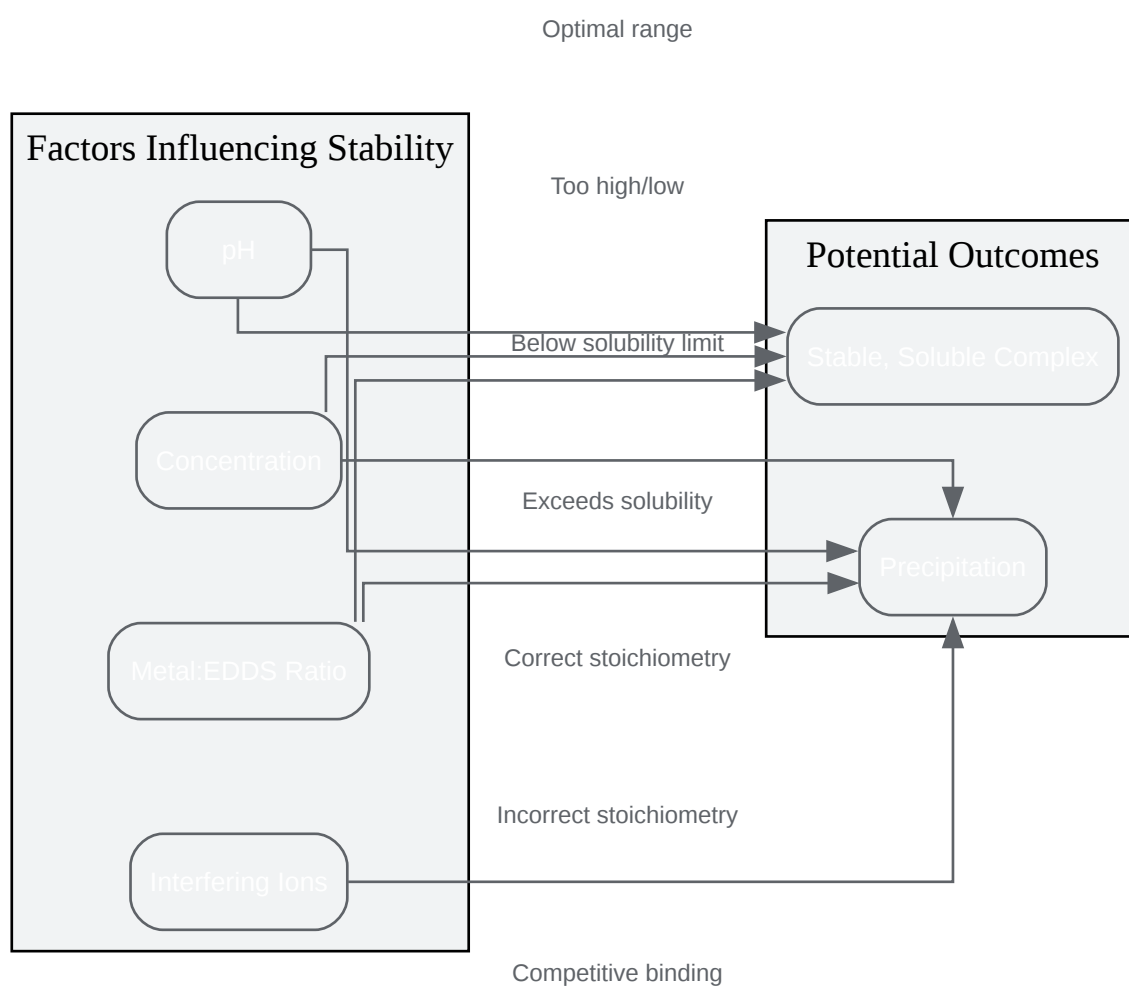 Optimal range
Factors Influencing Stability
Too high/low
pH
Potential Outcomes
Below solubility limit
Stable, Soluble Complex
Concentration
Exceeds solubility
Precipitation
Correct stoichiometry
Metal:EDDS Ratio
Incorrect stoichiometry
Interfering Ions
Competitive binding